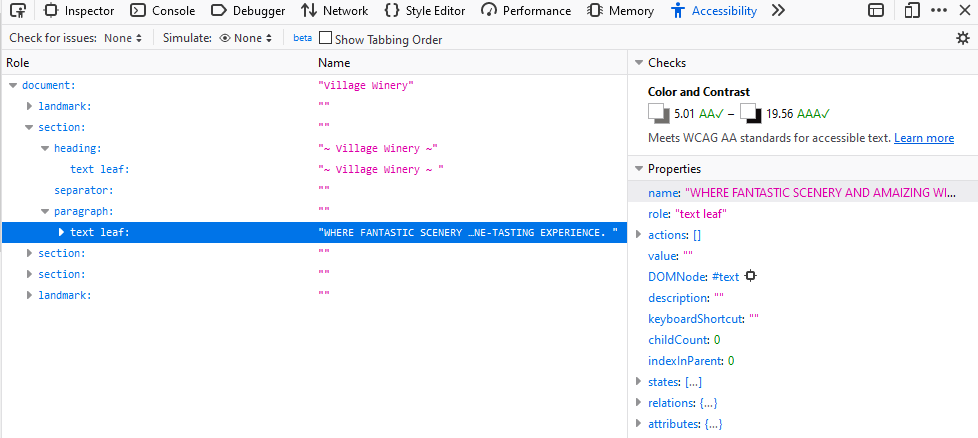 Inspector Console Debugger Network Style Editor Performance Memory Accessibility
Check for issues: None Simulate: None beta Show Tabbing Order
Role Name
document: "Village Winery"
landmark: ""
section: ""
heading: "~ Village Winery ~"
text leaf: "~ Village Winery ~ "
separator: ""
paragraph: ""
text leaf: "WHERE FANTASTIC SCENERY …NE-TASTING EXPERIENCE. "
section: ""
section: ""
landmark: ""
Checks
Color and Contrast
5.01 AA✓ – 19.56 AAA✓
Meets WCAG AA standards for accessible text. Learn more
Properties
name: "WHERE FANTASTIC SCENERY AND AMAIZING WI…
role: "text leaf"
actions: []
value: ""
DOMNode: #text
description: ""
keyboardShortcut: ""
childCount: 0
indexInParent: 0
states: […]
relations: {…}
attributes: {…}